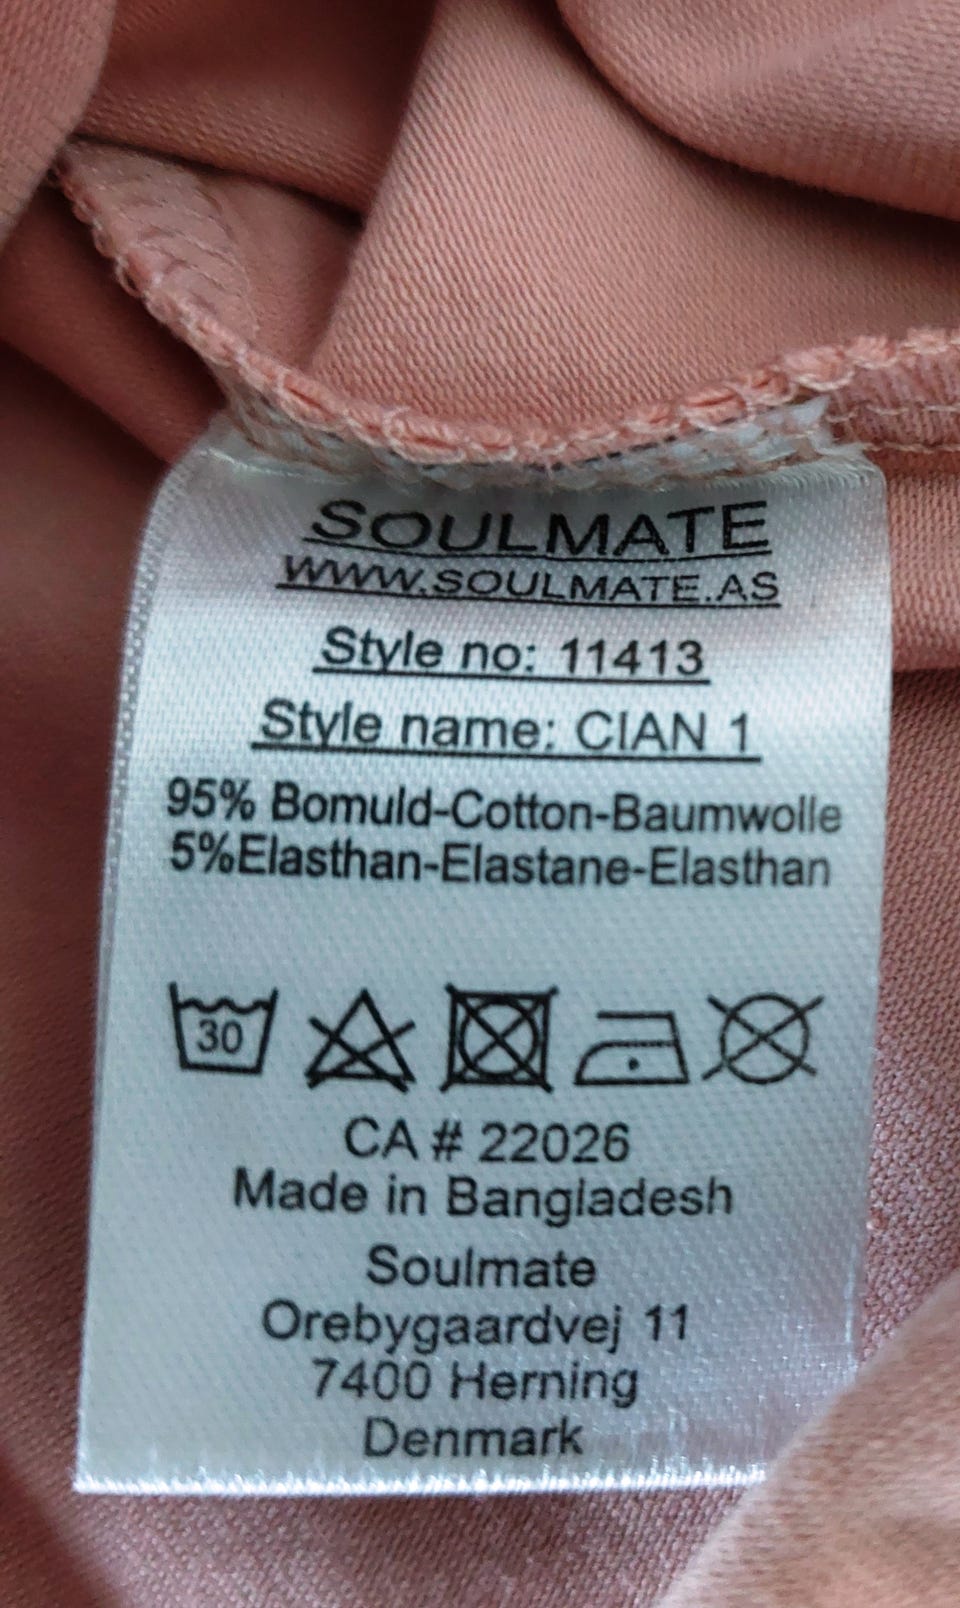 SOULMATE
WWW.SOULMATE.AS
Style no: 11413
Style name: CIAN 1
95% Bomuld-Cotton-Baumwolle
5%Elasthan-Elastane-Elasthan
30
CA # 22026
Made in Bangladesh
Soulmate
Orebygaardvej 11
7400 Herning
Denmark